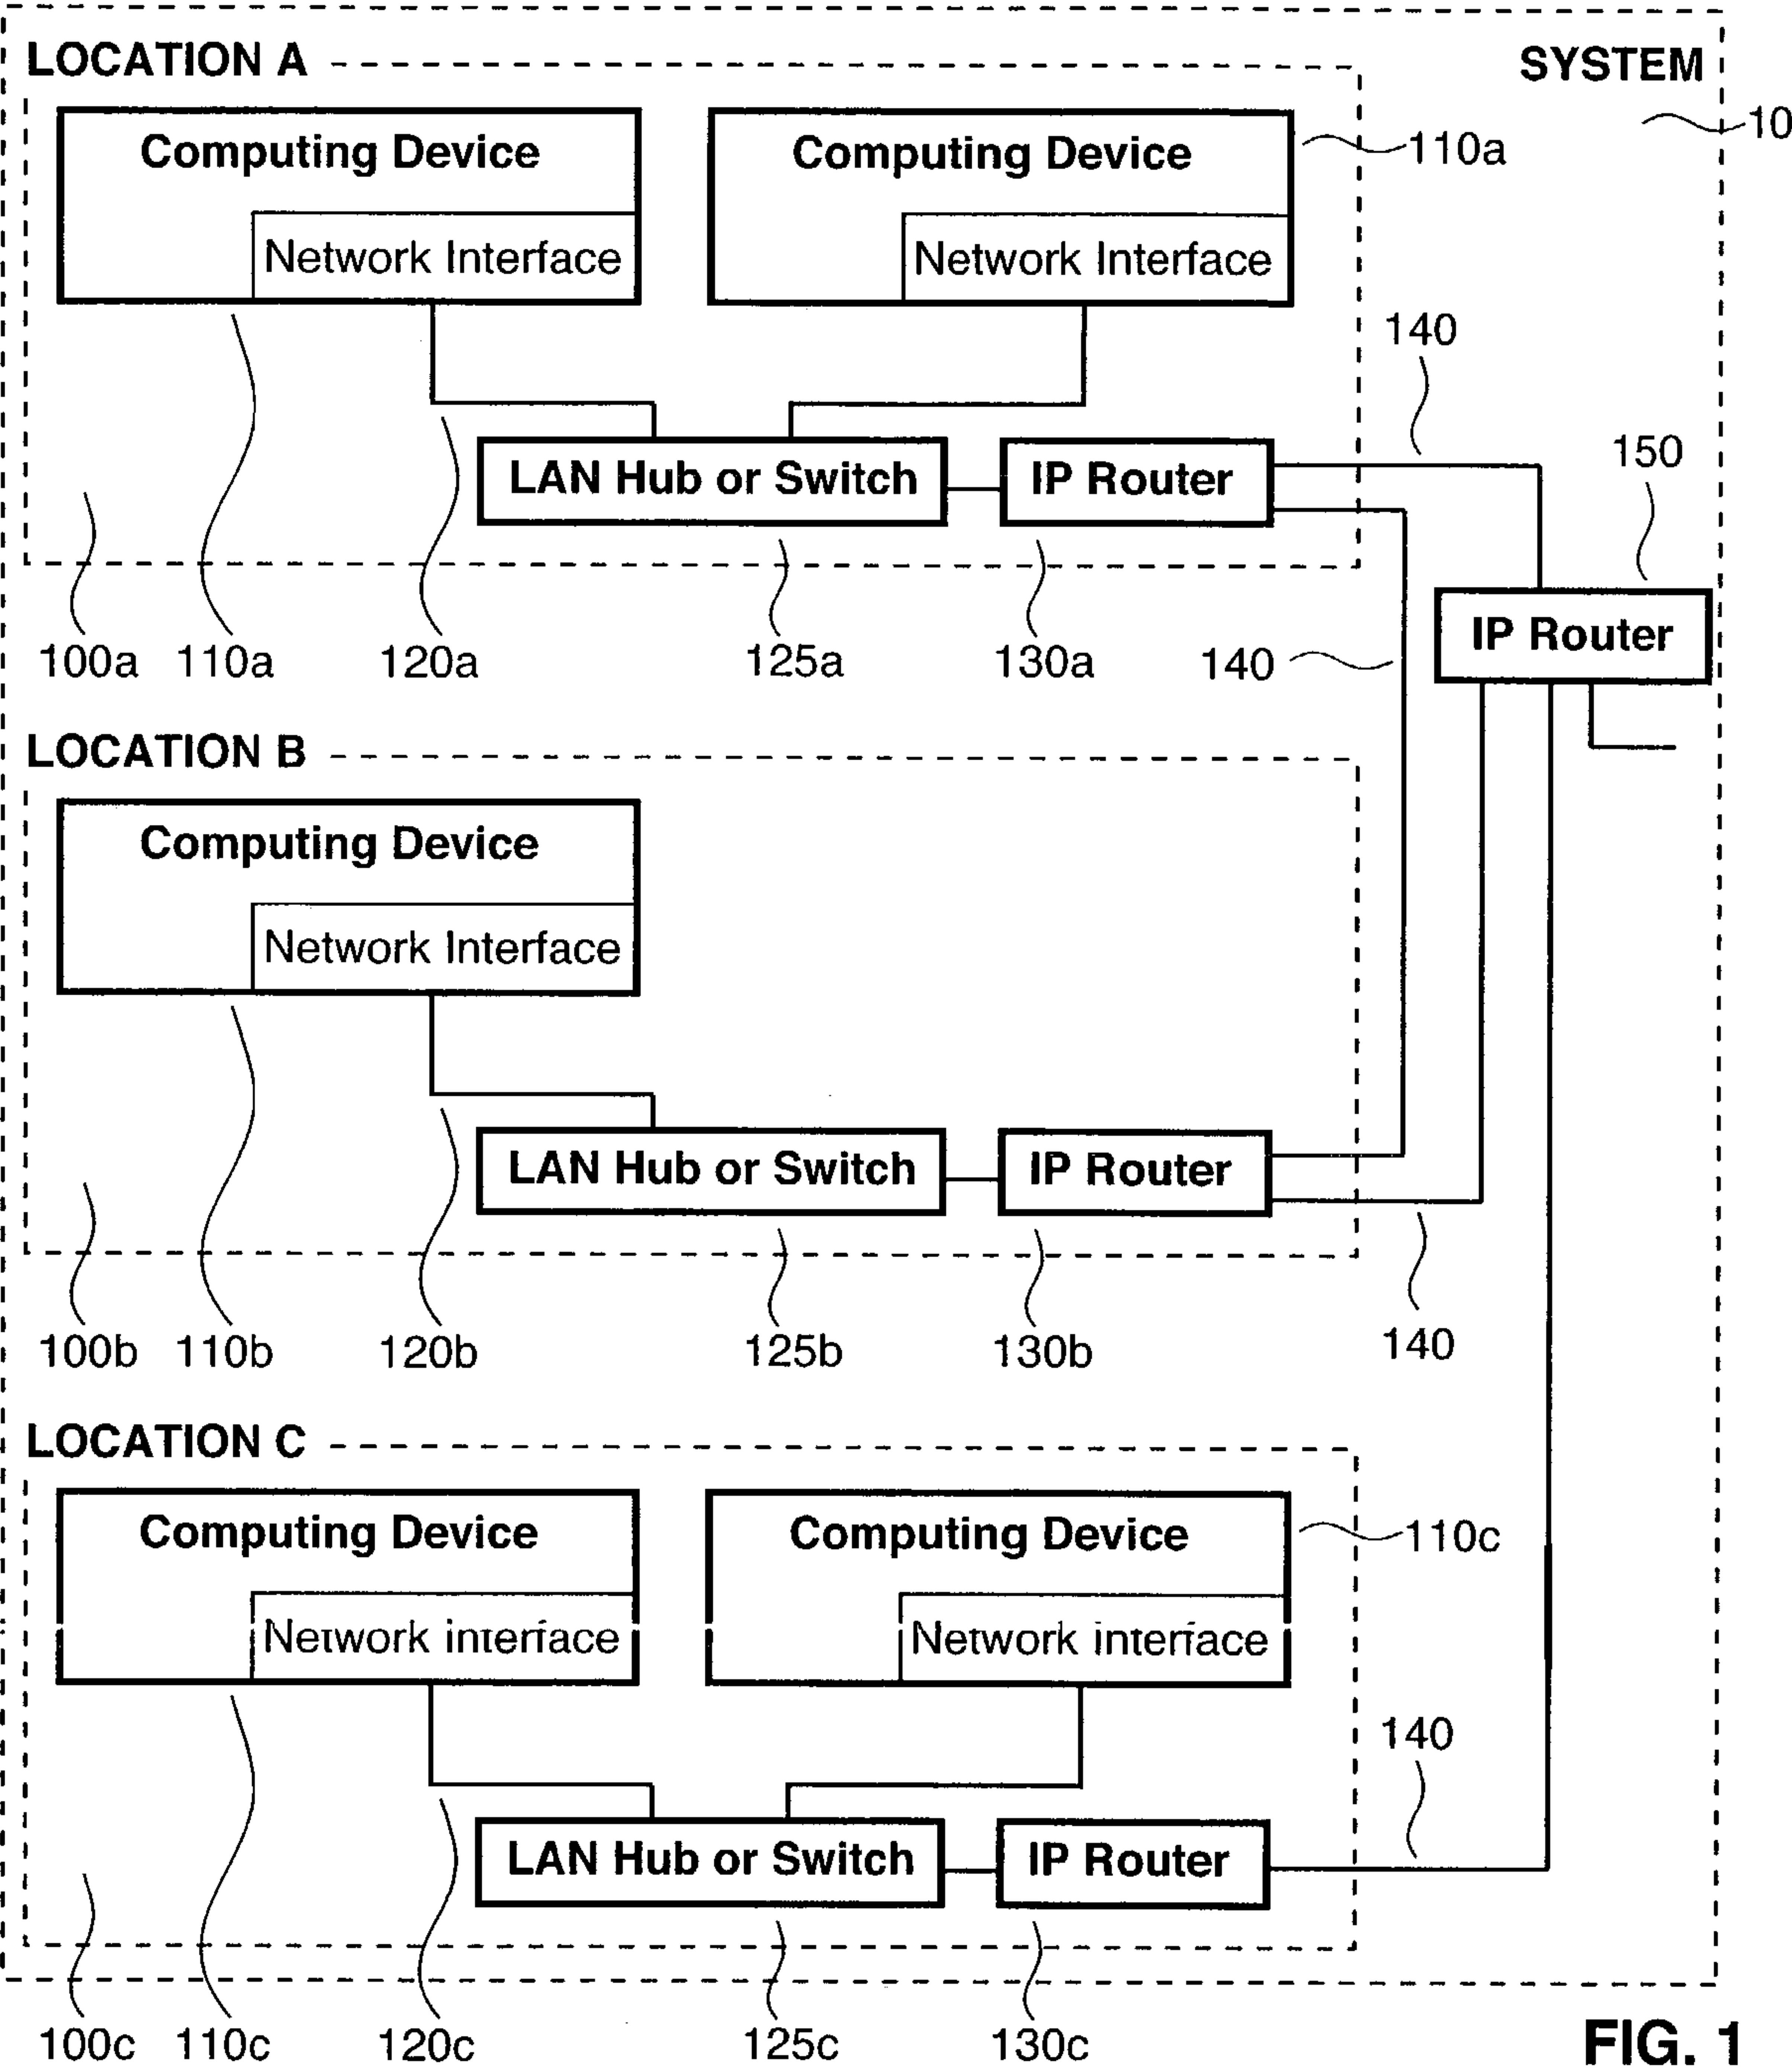 LOCATION A
SYSTEM
10
Computing Device
Computing Device
110a
Network Interface
Network Interface
140
150
LAN Hub or Switch
IP Router
IP Router
100a
110a
120a
125a
130a
140
LOCATION B
Computing Device
Network Interface
LAN Hub or Switch
IP Router
100b
110b
120b
125b
130b
140
LOCATION C
Computing Device
Computing Device
110c
Network Interface
Network Interface
140
LAN Hub or Switch
IP Router
100c
110c
120c
125c
130c
FIG. 1